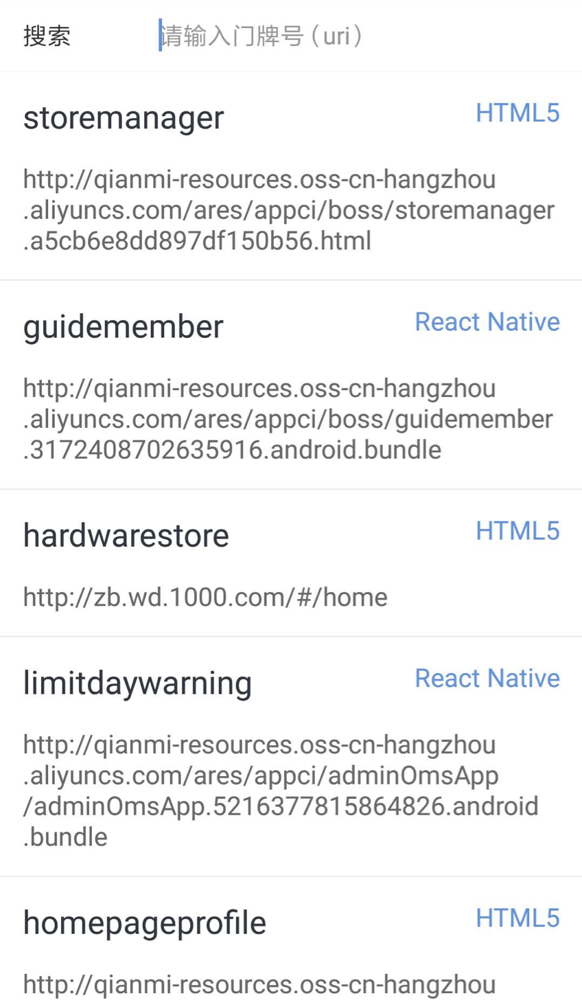 搜索 请输入门牌号（uri）
storemanager HTML5
http://qianmi-resources.oss-cn-hangzhou
.aliyuncs.com/ares/appci/boss/storemanager
.a5cb6e8dd897df150b56.html
guidemember React Native
http://qianmi-resources.oss-cn-hangzhou
.aliyuncs.com/ares/appci/boss/guidemember
.3172408702635916.android.bundle
hardwarestore HTML5
http://zb.wd.1000.com/#/home
limitdaywarning React Native
http://qianmi-resources.oss-cn-hangzhou
.aliyuncs.com/ares/appci/adminOmsApp
/adminOmsApp.5216377815864826.android
.bundle
homepageprofile HTML5
http://qianmi-resources.oss-cn-hangzhou